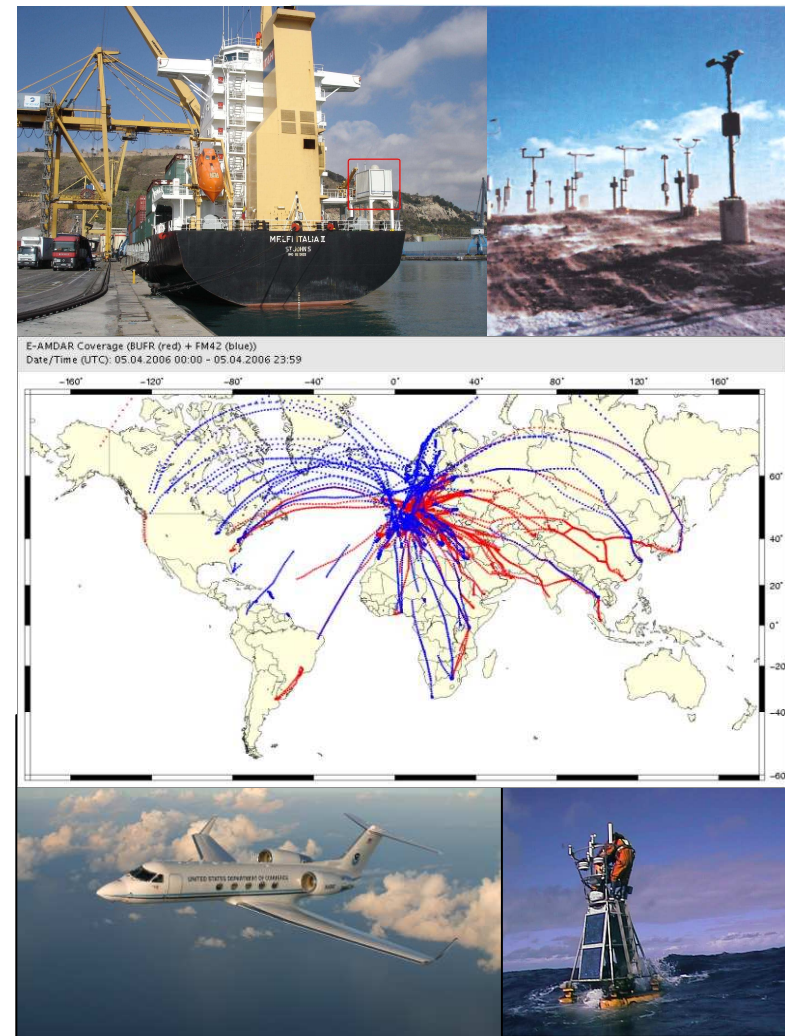 MELFI ITALIA II
ST. JOHN'S
E-AMDAR Coverage (BUFR (red) + FM42 (blue))
Date/Time (UTC): 05.04.2006 00:00 - 05.04.2006 23:59
-160° -120° -80° -40° 0° 40° 80° 120° 160°
60°
40°
20°
0°
-20
-40
-60
UNITED STATES DEPARTMENT OF COMMERCE